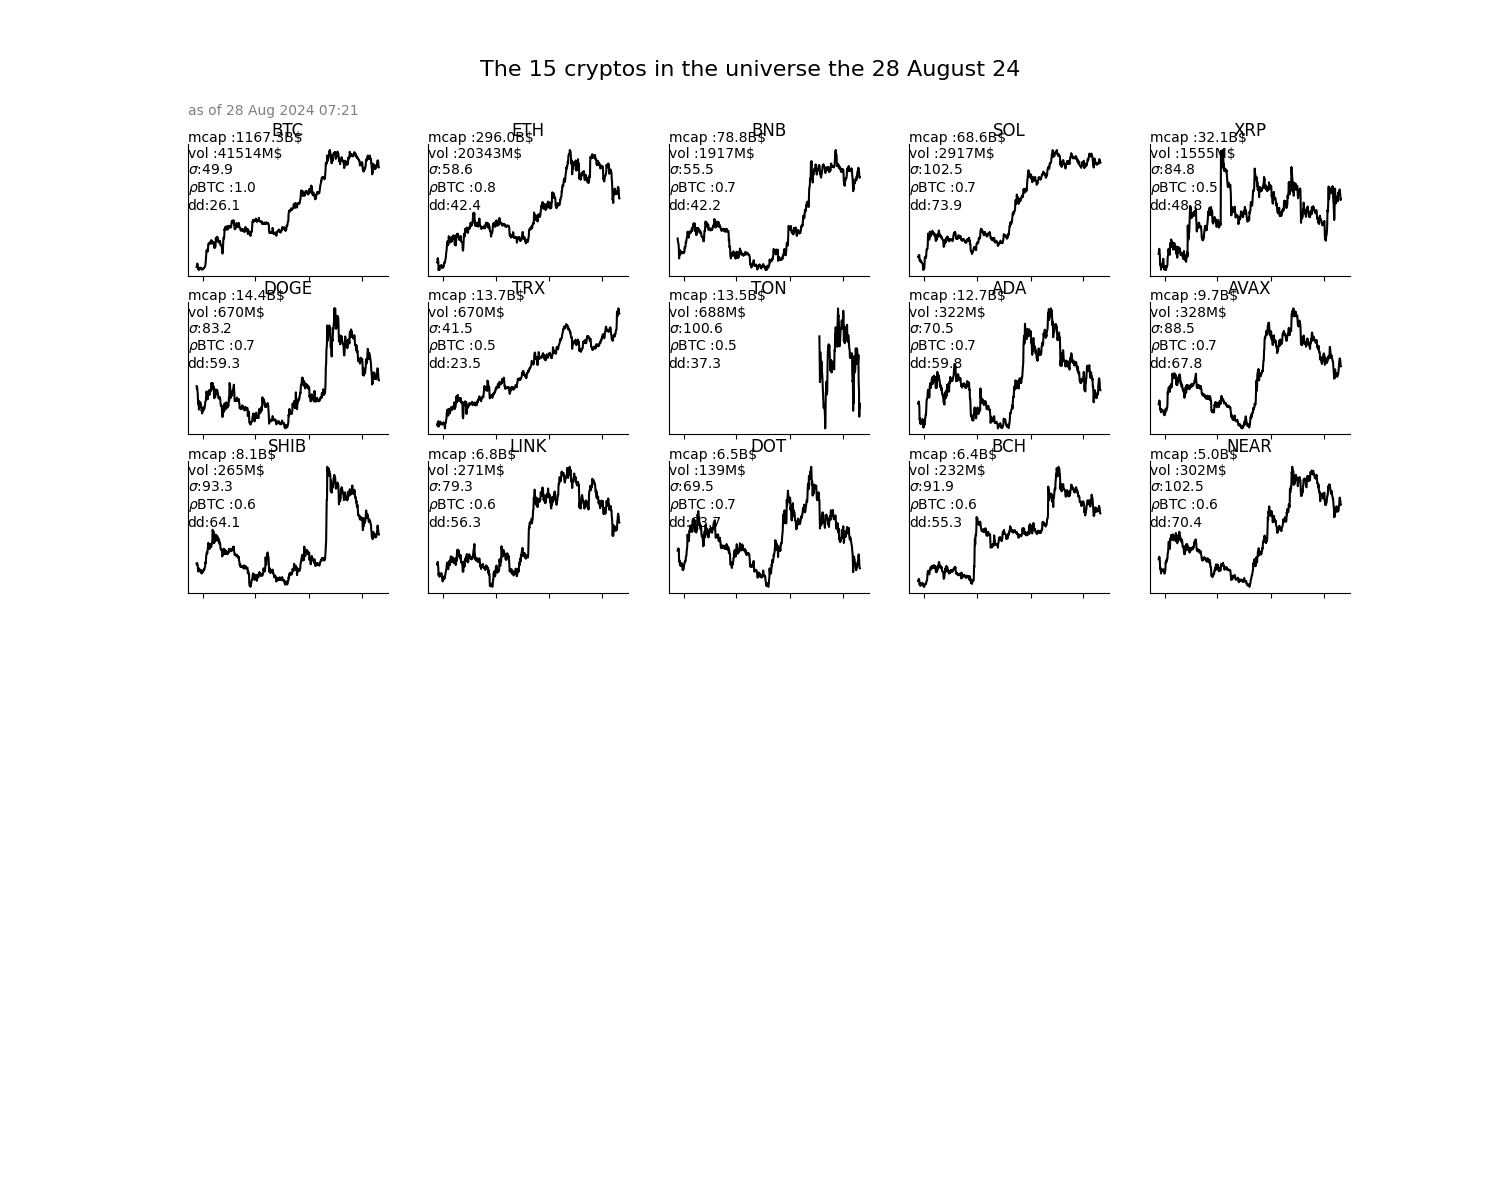 The 15 cryptos in the universe the 28 August 24
as of 28 Aug 2024 07:21
BTC
mcap :1167.3B$
vol :41514M$
σ:49.9
ρBTC :1.0
dd:26.1
ETH
mcap :296.0B$
vol :20343M$
σ:58.6
ρBTC :0.8
dd:42.4
BNB
mcap :78.8B$
vol :1917M$
σ:55.5
ρBTC :0.7
dd:42.2
SOL
mcap :68.6B$
vol :2917M$
σ:102.5
ρBTC :0.7
dd:73.9
XRP
mcap :32.1B$
vol :1555M$
σ:84.8
ρBTC :0.5
dd:48.8
DOGE
mcap :14.4B$
vol :670M$
σ:83.2
ρBTC :0.7
dd:59.3
TRX
mcap :13.7B$
vol :670M$
σ:41.5
ρBTC :0.5
dd:23.5
TON
mcap :13.5B$
vol :688M$
σ:100.6
ρBTC :0.5
dd:37.3
ADA
mcap :12.7B$
vol :322M$
σ:70.5
ρBTC :0.7
dd:59.8
AVAX
mcap :9.7B$
vol :328M$
σ:88.5
ρBTC :0.7
dd:67.8
SHIB
mcap :8.1B$
vol :265M$
σ:93.3
ρBTC :0.6
dd:64.1
LINK
mcap :6.8B$
vol :271M$
σ:79.3
ρBTC :0.6
dd:56.3
DOT
mcap :6.5B$
vol :139M$
σ:69.5
ρBTC :0.7
BCH
mcap :6.4B$
vol :232M$
σ:91.9
ρBTC :0.6
dd:55.3
NEAR
mcap :5.0B$
vol :302M$
σ:102.5
ρBTC :0.6
dd:70.4